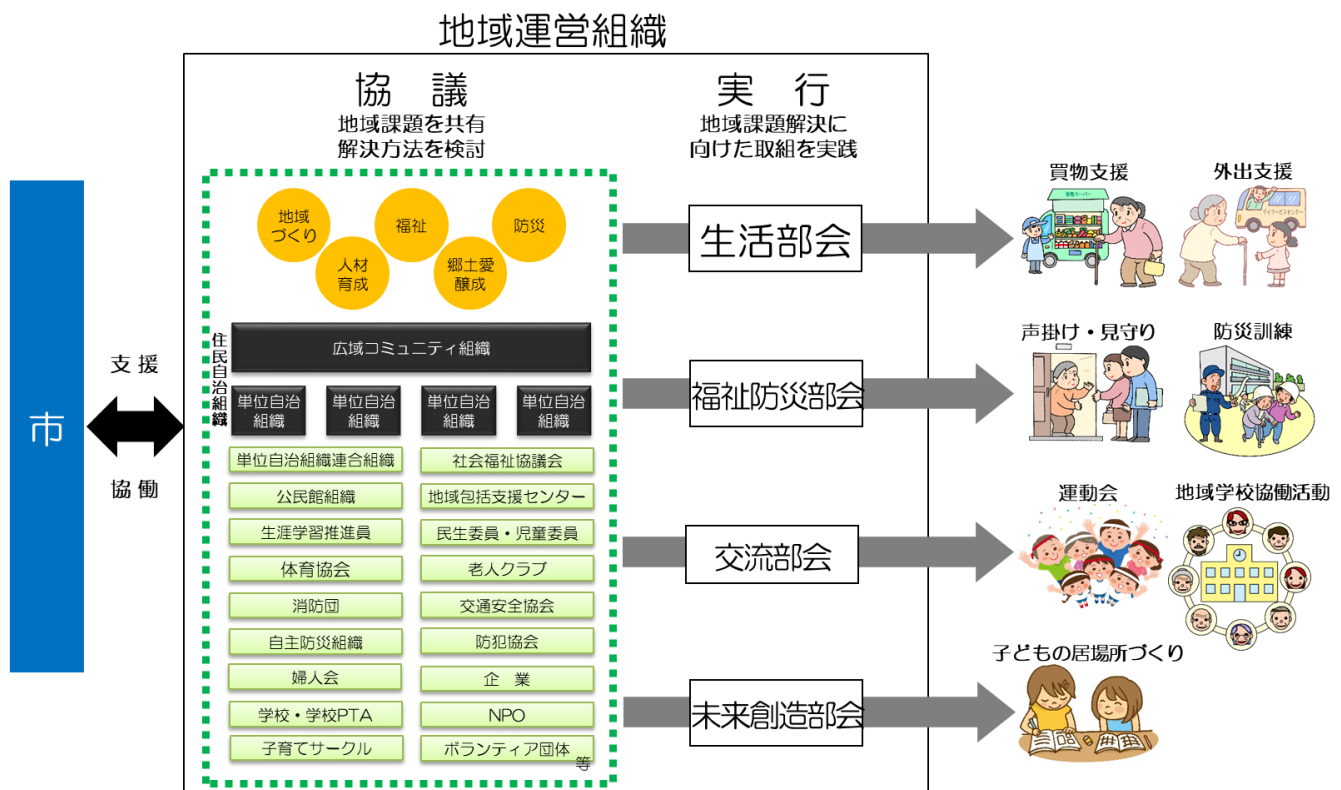 地域運営組織
協 議
地域課題を共有
解決方法を検討
実 行
地域課題解決に
向けた取組を実践
市
支 援
協 働
地域
づくり
福祉
防災
人材
育成
郷土愛
醸成
住民自治組織
広域コミュニティ組織
単位自治
組織
単位自治
組織
単位自治
組織
単位自治
組織
単位自治組織連合組織
社会福祉協議会
公民館組織
地域包括支援センター
生涯学習推進員
民生委員・児童委員
体育協会
老人クラブ
消防団
交通安全協会
自主防災組織
防犯協会
婦人会
企 業
学校・学校PTA
NPO
子育てサークル
ボランティア団体
等
生活部会
福祉防災部会
交流部会
未来創造部会
買物支援
外出支援
デイサービスセンター
声掛け・見守り
防災訓練
運動会
地域学校協働活動
子どもの居場所づくり